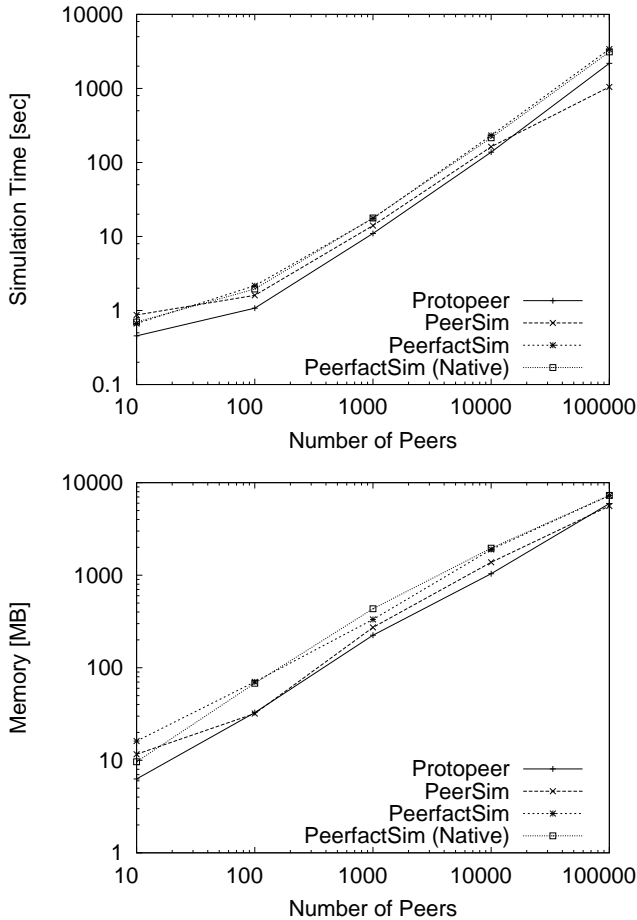 10000
1000
100
10
1
0.1
Simulation Time [sec]
Protopeer
PeerSim
PeerfactSim
PeerfactSim (Native)
10 100 1000 10000 100000
Number of Peers
10000
1000
100
10
1
Memory [MB]
Protopeer
PeerSim
PeerfactSim
PeerfactSim (Native)
10 100 1000 10000 100000
Number of Peers